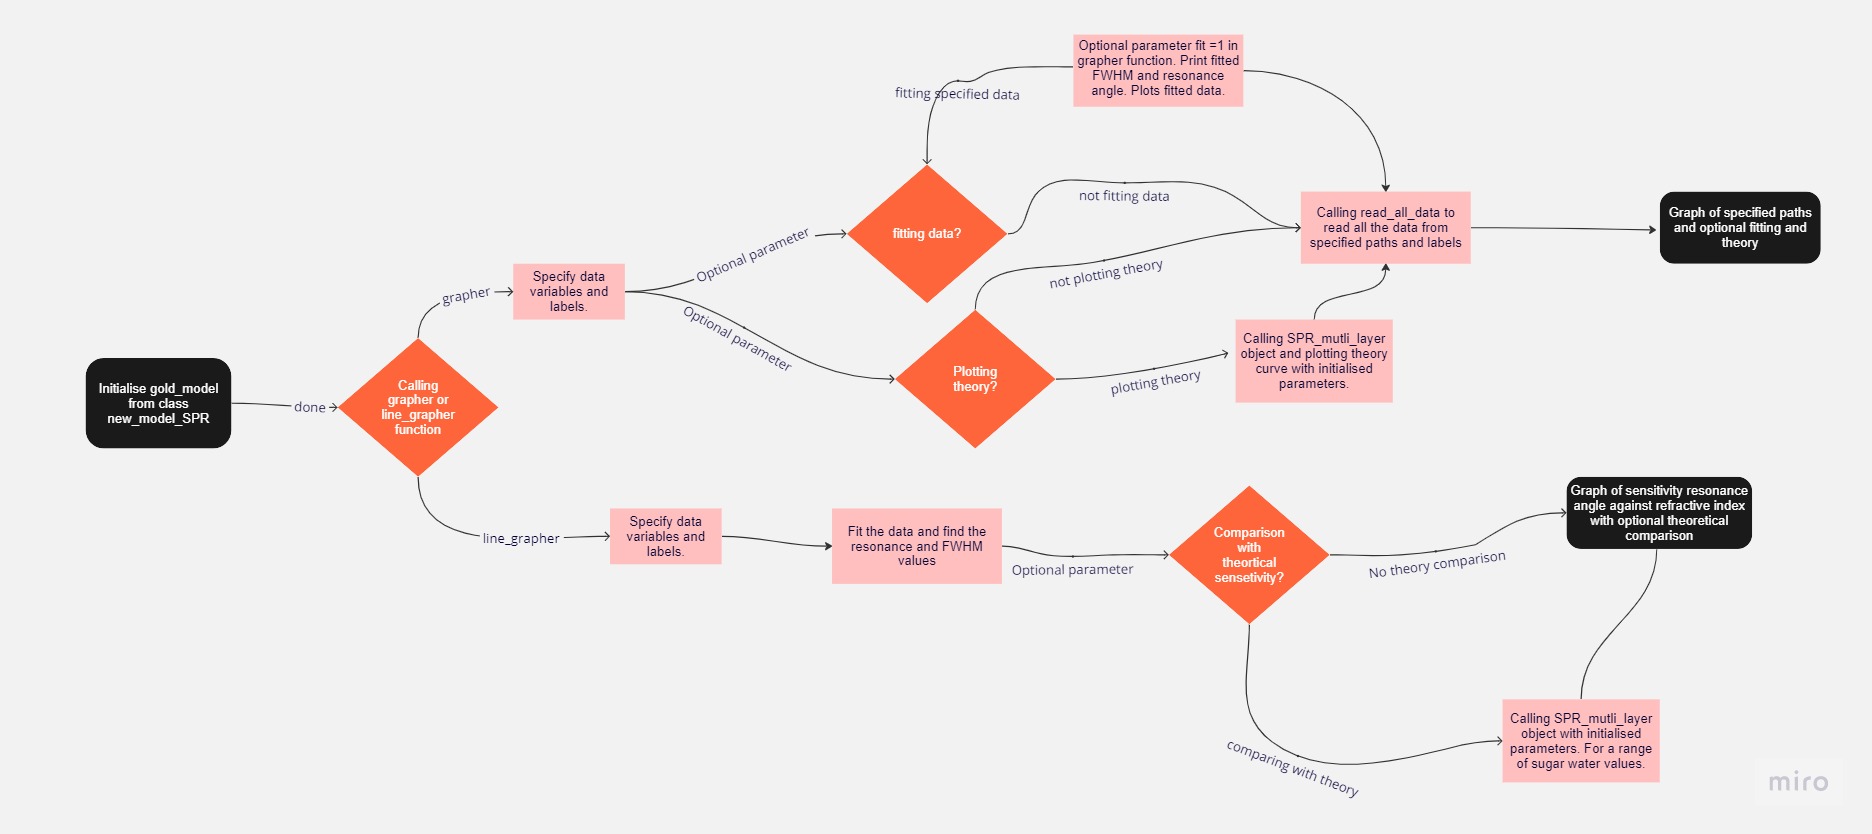 Initialise gold_model
from class
new_model_SPR
done
Calling
grapher or
line_grapher
function
grapher
Specify data
variables and
labels.
Optional parameter
Optional parameter
fitting data?
fitting specified data
Optional parameter fit =1 in
grapher function. Print fitted
FWHM and resonance
angle. Plots fitted data.
not fitting data
Plotting
theory?
not plotting theory
plotting theory
Calling SPR_mutli_layer
object and plotting theory
curve with initialised
parameters.
Calling read_all_data to
read all the data from
specified paths and labels
Graph of specified paths
and optional fitting and
theory
line_grapher
Specify data
variables and
labels.
Fit the data and find the
resonance and FWHM
values
Optional parameter
Comparison
with
theortical
sensetivity?
No theory comparison
comparing with theory
Calling SPR_mutli_layer
object with initialised
parameters. For a range
of sugar water values.
Graph of sensitivity resonance
angle against refractive index
with optional theoretical
comparison
miro